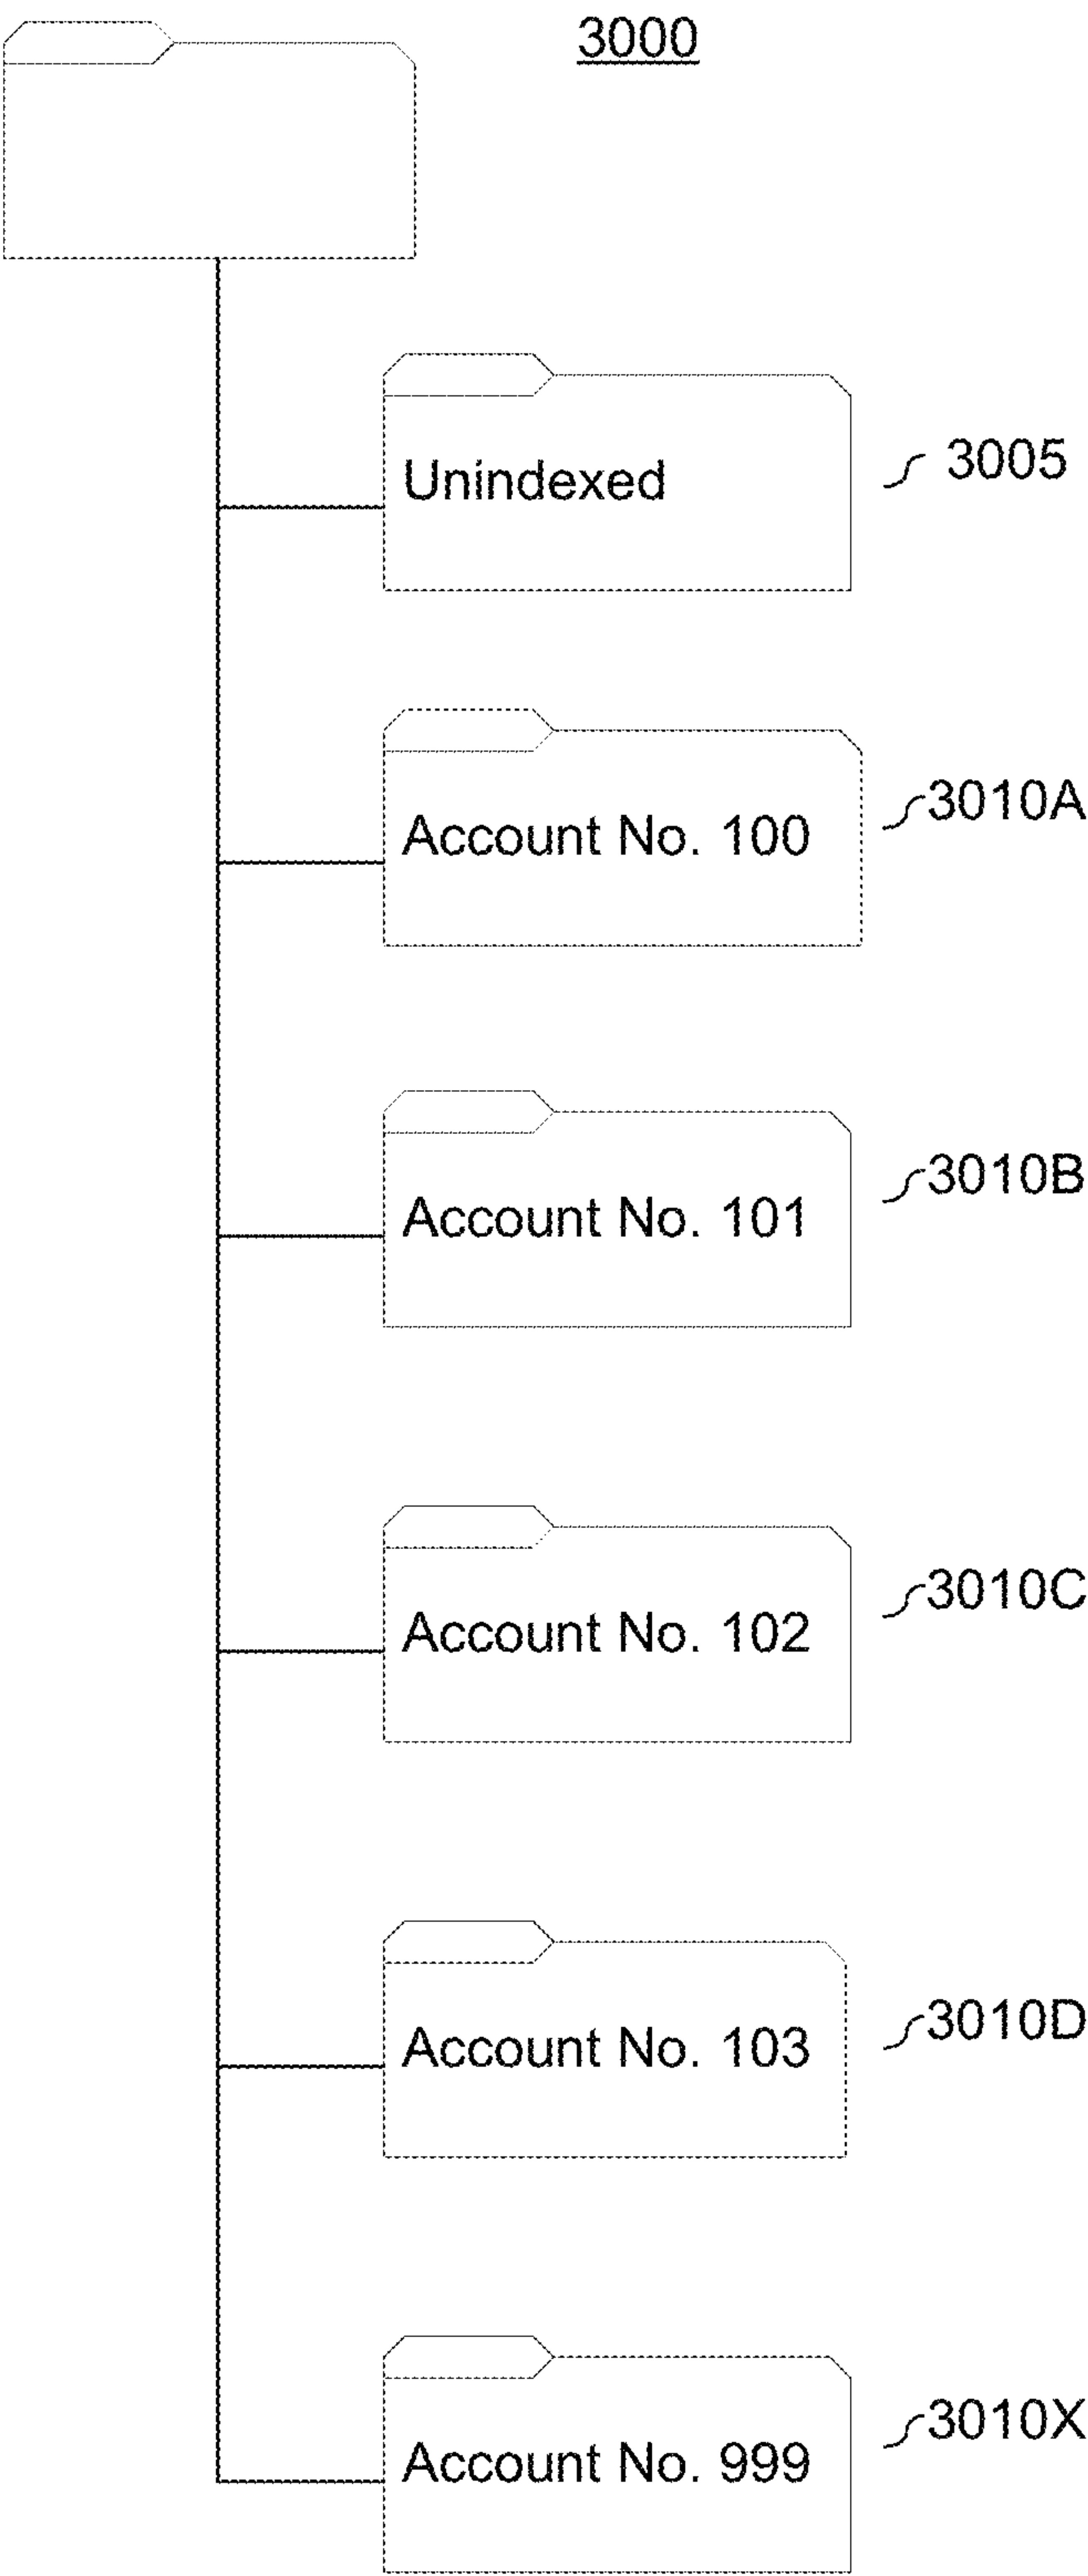 3000
Unindexed
3005
Account No. 100
3010A
Account No. 101
3010B
Account No. 102
3010C
Account No. 103
3010D
Account No. 999
3010X